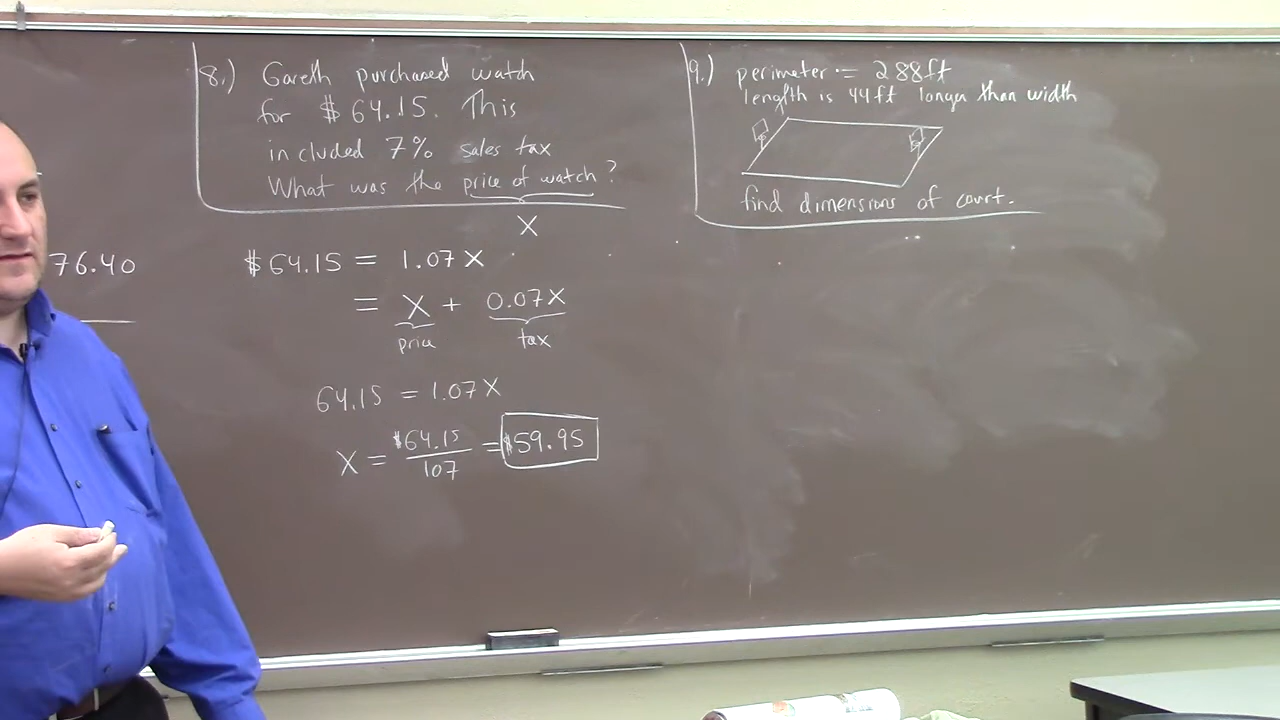 8.) Gareth purchased watch
for $64.15. This
included 7% sales tax
What was the price of watch?
X
$64.15 = 1.07X
= X + 0.07X
price tax
64.15 = 1.07X
X = $64.15 / 107 = $59.95
76.40
9.) perimeter = 288ft
length is 44ft longer than width
find dimensions of court.